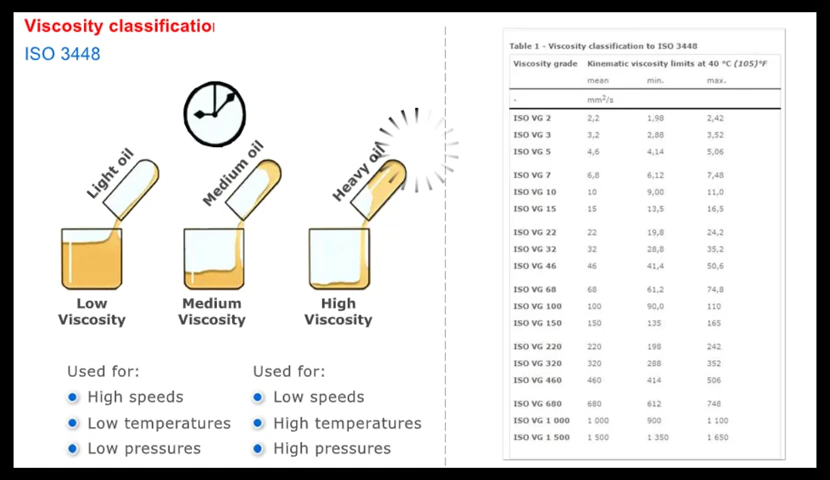 Viscosity classificatio
ISO 3448
Light oil
Medium oil
Heavy oil
Low
Viscosity
Medium
Viscosity
High
Viscosity
Used for:
High speeds
Low temperatures
Low pressures
Used for:
Low speeds
High temperatures
High pressures
Table 1 - Viscosity classification to ISO 3448
Viscosity grade Kinematic viscosity limits at 40 °C (105)°F
mean min. max.
- mm²/s
ISO VG 2 2,2 1,98 2,42
ISO VG 3 3,2 2,88 3,52
ISO VG 5 4,6 4,14 5,06
ISO VG 7 6,8 6,12 7,48
ISO VG 10 10 9,00 11,0
ISO VG 15 15 13,5 16,5
ISO VG 22 22 19,8 24,2
ISO VG 32 32 28,8 35,2
ISO VG 46 46 41,4 50,6
ISO VG 68 68 61,2 74,8
ISO VG 100 100 90,0 110
ISO VG 150 150 135 165
ISO VG 220 220 198 242
ISO VG 320 320 288 352
ISO VG 460 460 414 506
ISO VG 680 680 612 748
ISO VG 1 000 1 000 900 1 100
ISO VG 1 500 1 500 1 350 1 650